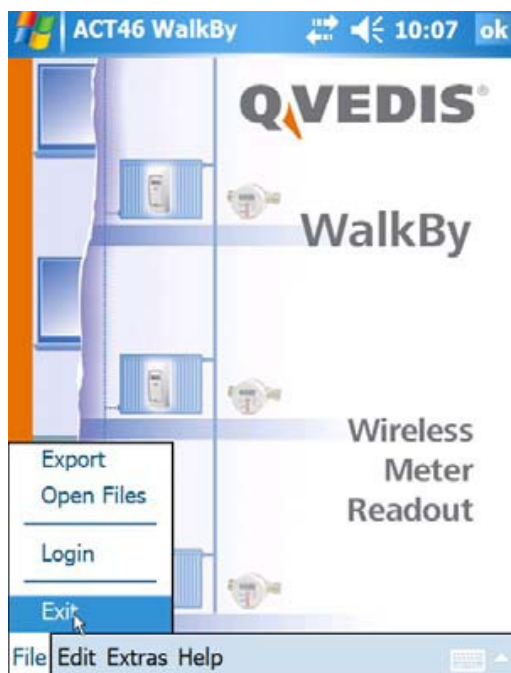 ACT46 WalkBy 10:07 ok
QVEDIS®
WalkBy
Wireless
Meter
Readout
Export
Open Files
Login
Exit
File Edit Extras Help